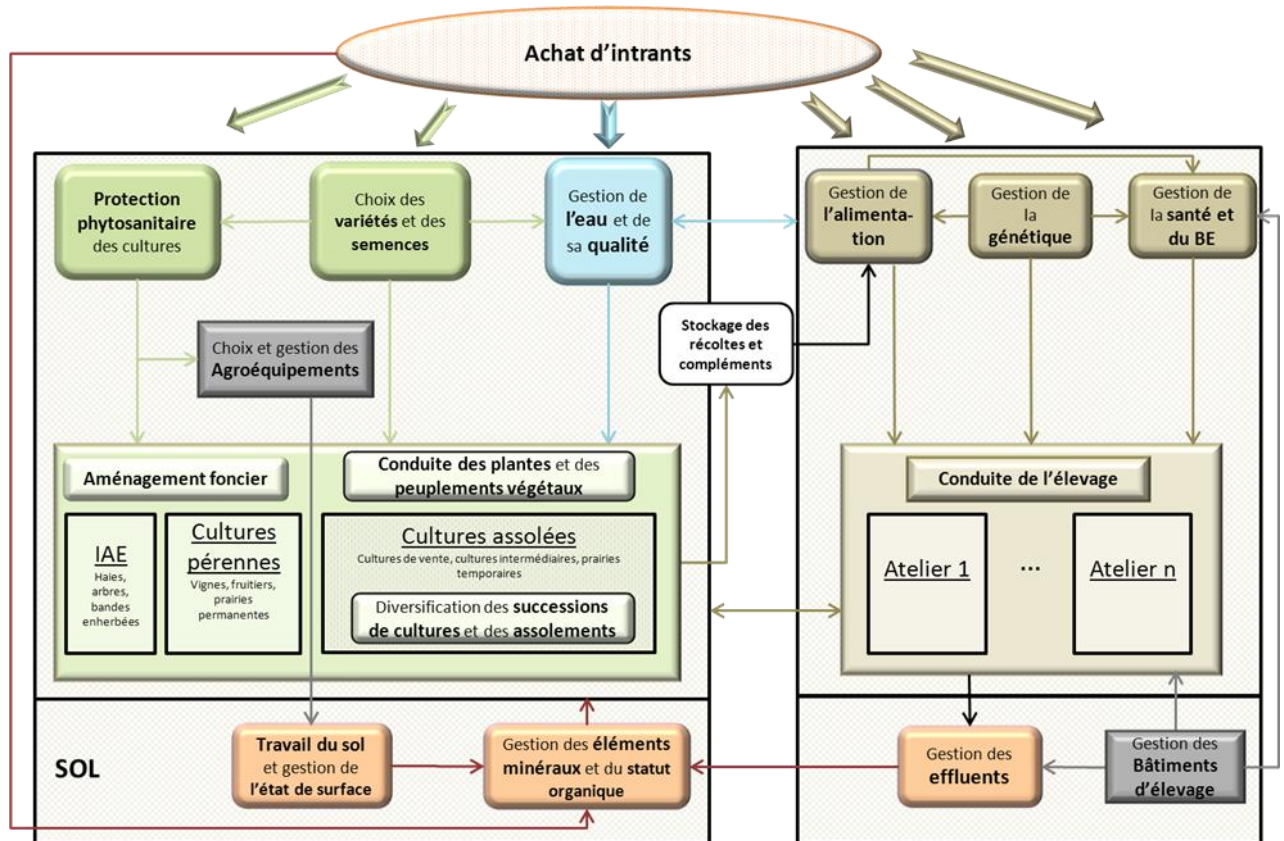 Achat d'intrants
Protection
phytosanitaire
des cultures
Choix des
variétés et des
semences
Gestion de
l'eau et de
sa qualité
Gestion de
l'alimenta-
tion
Gestion de
la
génétique
Gestion de
la santé et
du BE
Choix et gestion des
Agroéquipements
Stockage des
récoltes et
compléments
Aménagement foncier
Conduite des plantes et des
peuplements végétaux
IAE
Haies,
arbres,
bandes
enherbées
Cultures
pérennes
Vignes, fruitiers,
prairies
permanentes
Cultures assolées
Cultures de vente, cultures intermédiaires, prairies
temporaires
Diversification des successions
de cultures et des assolements
Conduite de l'élevage
Atelier 1
...
Atelier n
SOL
Travail du sol
et gestion de
l'état de surface
Gestion des éléments
minéraux et du statut
organique
Gestion des
effluents
Gestion des
Bâtiments
d'élevage